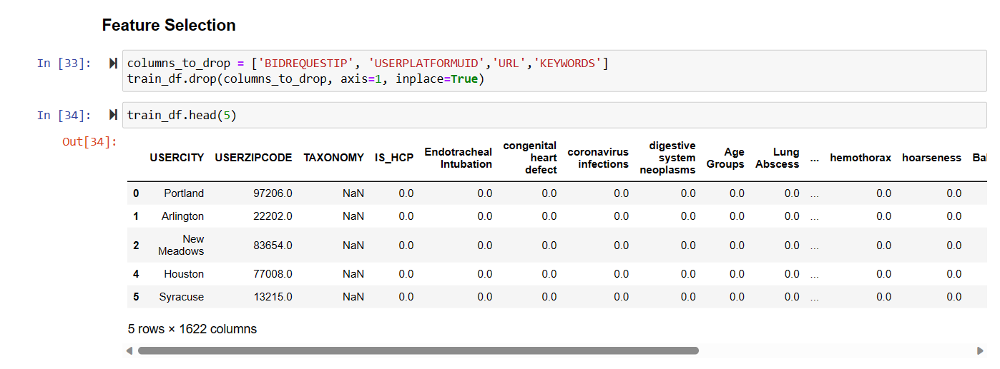 Feature Selection
In [33]: columns_to_drop = ['BIDREQUESTIP', 'USERPLATFORMUID','URL','KEYWORDS']
train_df.drop(columns_to_drop, axis=1, inplace=True)
In [34]: train_df.head(5)
Out[34]:
USERCITY USERZIPCODE TAXONOMY IS_HCP Endotracheal Intubation congenital heart defect coronavirus infections digestive system neoplasms Age Groups Lung Abscess ... hemothorax hoarseness Bal
0 Portland 97206.0 NaN 0.0 0.0 0.0 0.0 0.0 0.0 0.0 ... 0.0 0.0
1 Arlington 22202.0 NaN 0.0 0.0 0.0 0.0 0.0 0.0 0.0 ... 0.0 0.0
2 New Meadows 83654.0 NaN 0.0 0.0 0.0 0.0 0.0 0.0 0.0 ... 0.0 0.0
4 Houston 77008.0 NaN 0.0 0.0 0.0 0.0 0.0 0.0 0.0 ... 0.0 0.0
5 Syracuse 13215.0 NaN 0.0 0.0 0.0 0.0 0.0 0.0 0.0 ... 0.0 0.0
5 rows × 1622 columns